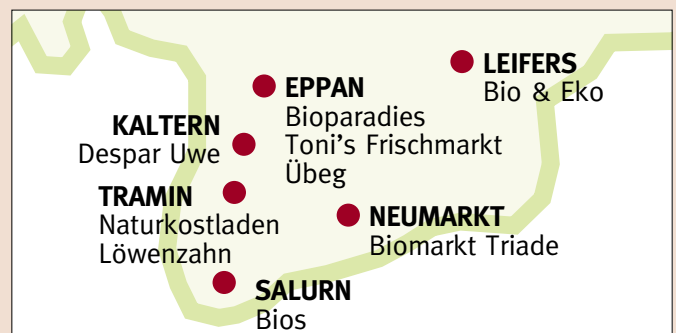 LEIFERS
Bio & Eko
EPPAN
Bioparadies
Toni's Frischmarkt
Übeg
KALTERN
Despar Uwe
TRAMIN
Naturkostladen
Löwenzahn
NEUMARKT
Biomarkt Triade
SALURN
Bios